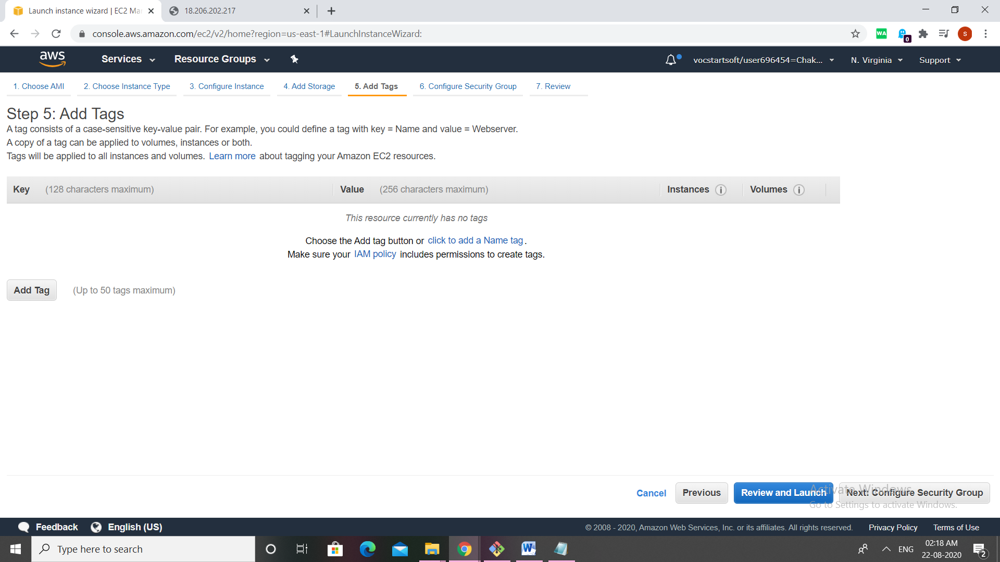 Launch instance wizard | EC2 Mar
18.206.202.217
console.aws.amazon.com/ec2/v2/home?region=us-east-1#LaunchInstanceWizard:
WA
0
S
aws
Services
Resource Groups
vocstartsoft/user696454=Chak...
N. Virginia
Support
1. Choose AMI
2. Choose Instance Type
3. Configure Instance
4. Add Storage
5. Add Tags
6. Configure Security Group
7. Review
Step 5: Add Tags
A tag consists of a case-sensitive key-value pair. For example, you could define a tag with key = Name and value = Webserver.
A copy of a tag can be applied to volumes, instances or both.
Tags will be applied to all instances and volumes. Learn more about tagging your Amazon EC2 resources.
Key (128 characters maximum)
Value (256 characters maximum)
Instances
Volumes
This resource currently has no tags
Choose the Add tag button or click to add a Name tag.
Make sure your IAM policy includes permissions to create tags.
Add Tag
(Up to 50 tags maximum)
Cancel
Previous
Review and Launch
Next: Configure Security Group
Activate Windows
Go to Settings to activate Windows.
Feedback
English (US)
© 2008 - 2020, Amazon Web Services, Inc. or its affiliates. All rights reserved.
Privacy Policy
Terms of Use
Type here to search
ENG
02:18 AM
22-08-2020
2